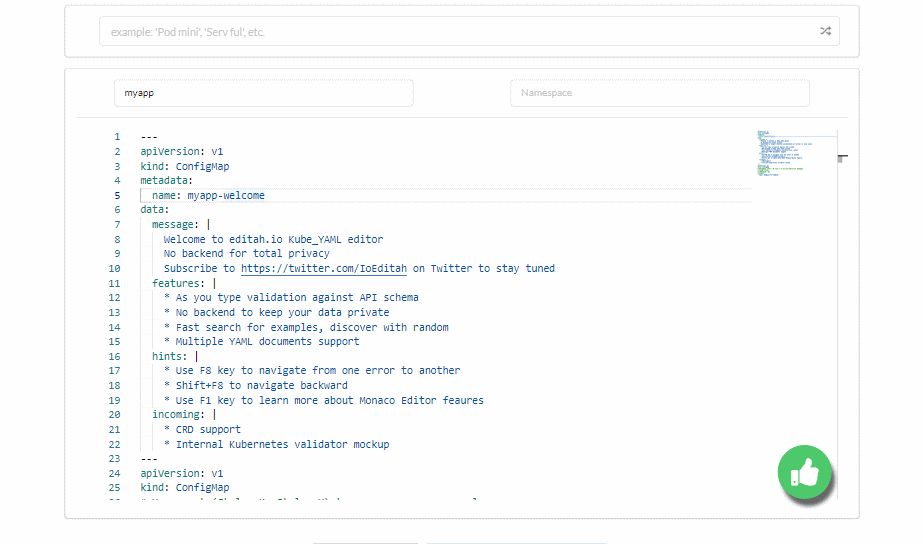 example: 'Pod mini', 'Serv ful', etc.
myapp
Namespace
1 ---
2 apiVersion: v1
3 kind: ConfigMap
4 metadata:
5 name: myapp-welcome
6 data:
7 message: |
8 Welcome to editah.io Kube_YAML editor
9 No backend for total privacy
10 Subscribe to https://twitter.com/IoEditah on Twitter to stay tuned
11 features: |
12 * As you type validation against API schema
13 * No backend to keep your data private
14 * Fast search for examples, discover with random
15 * Multiple YAML documents support
16 hints: |
17 * Use F8 key to navigate from one error to another
18 * Shift+F8 to navigate backward
19 * Use F1 key to learn more about Monaco Editor feaures
20 incoming: |
21 * CRD support
22 * Internal Kubernetes validator mockup
23 ---
24 apiVersion: v1
25 kind: ConfigMap